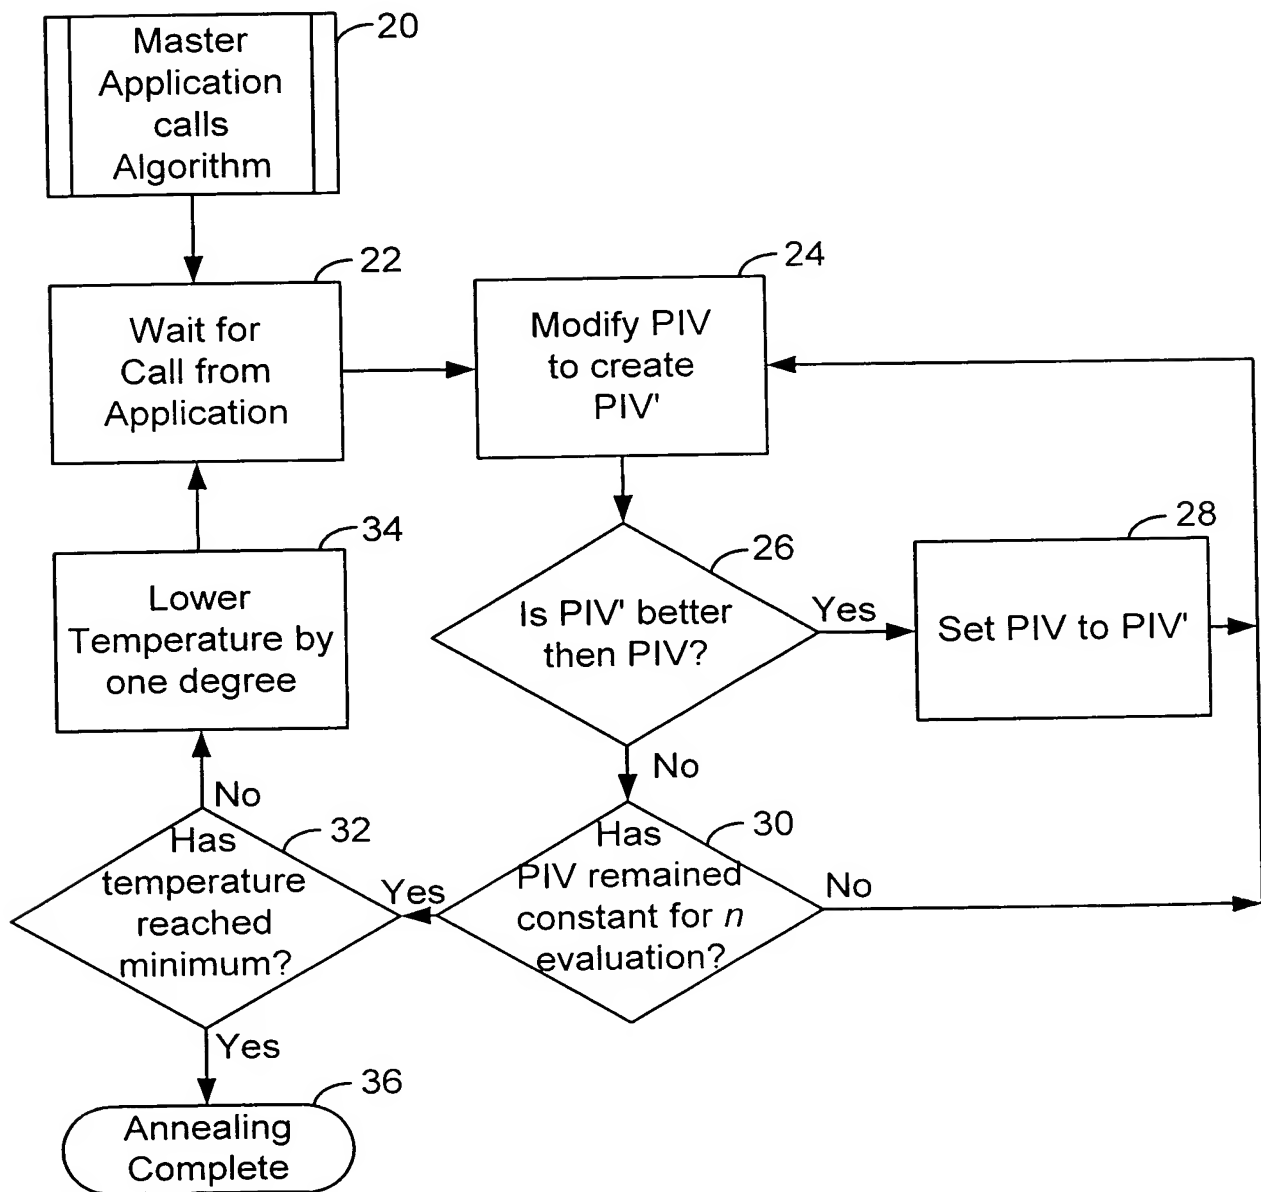 20
Master
Application
calls
Algorithm
22
Wait for
Call from
Application
24
Modify PIV
to create
PIV'
26
Is PIV' better
then PIV?
Yes
28
Set PIV to PIV'
No
34
Lower
Temperature by
one degree
No
30
Has
PIV remained
constant for n
evaluation?
No
Yes
32
Has
temperature
reached
minimum?
Yes
36
Annealing
Complete